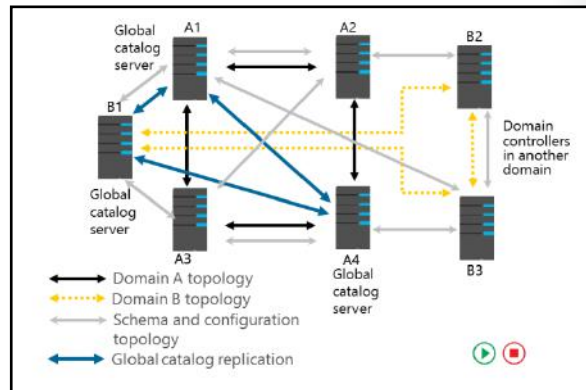 Global
catalog
server
A1
A2
B2
B1
Domain
controllers
in another
domain
Global
catalog
server
A3
A4
Global
catalog
server
B3
Domain A topology
Domain B topology
Schema and configuration
topology
Global catalog replication